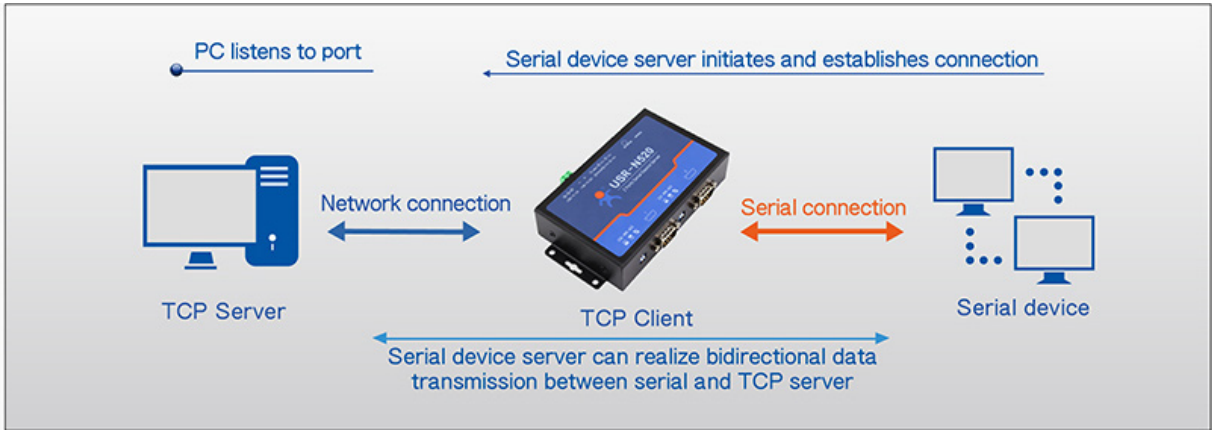 PC listens to port
Serial device server initiates and establishes connection
USR-N520
Network connection
Serial connection
TCP Server
TCP Client
Serial device
Serial device server can realize bidirectional data
transmission between serial and TCP server